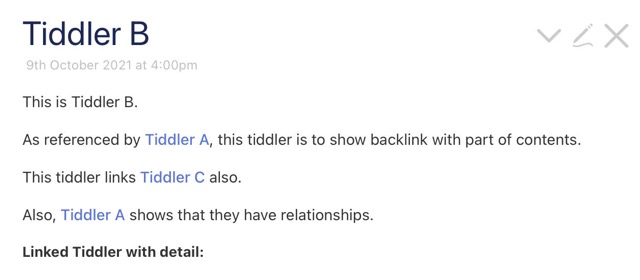 Tiddler B
9th October 2021 at 4:00pm
This is Tiddler B.
As referenced by Tiddler A, this tiddler is to show backlink with part of contents.
This tiddler links Tiddler C also.
Also, Tiddler A shows that they have relationships.
Linked Tiddler with detail: